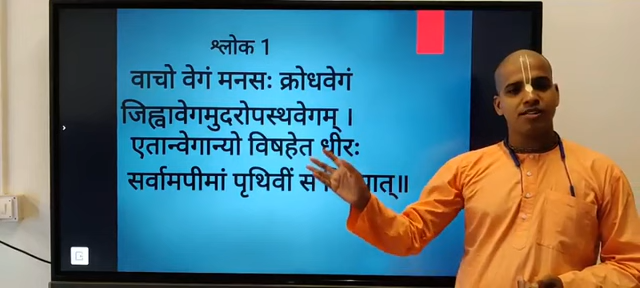 श्लोक 1
वाचो वेगं मनसः क्रोधवेगं
जिह्वावेगमुदरोपस्थवेगम् ।
एतान्वेगान्यो विषहेत धीरः
सर्वामपीमां पृथिवीं स